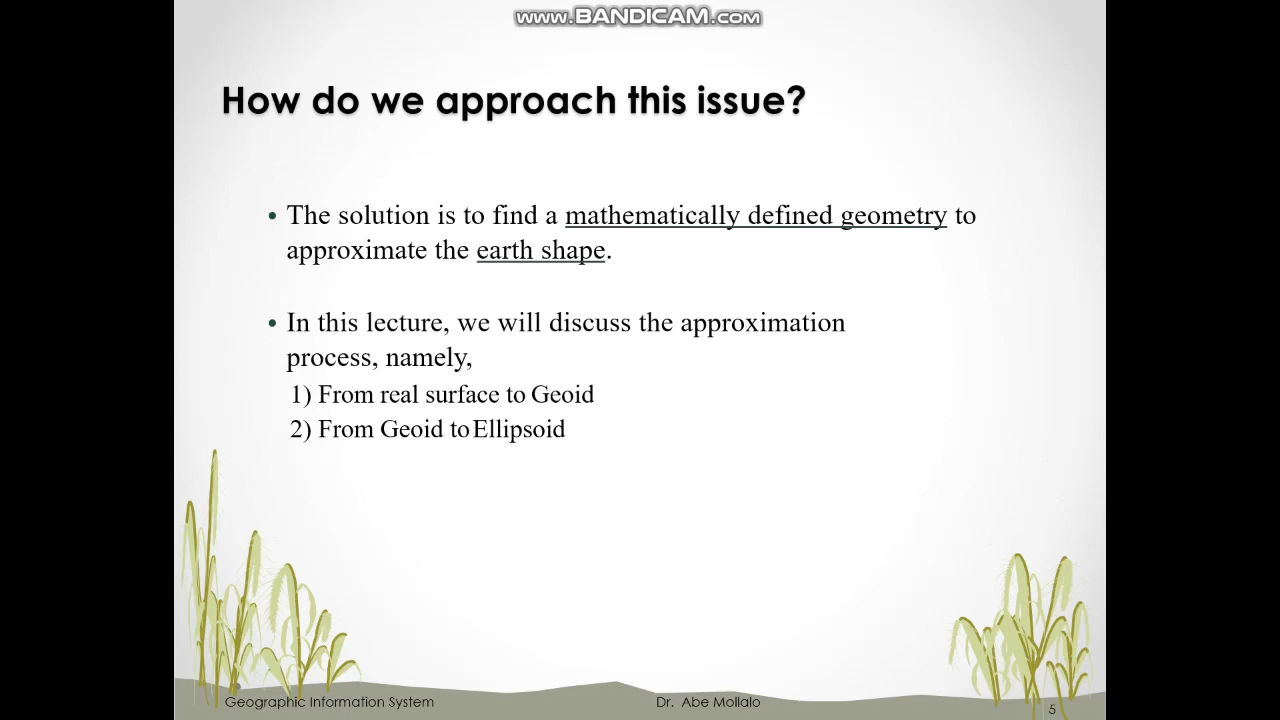 www.BANDICAM.com
How do we approach this issue?
• The solution is to find a mathematically defined geometry to
approximate the earth shape.
• In this lecture, we will discuss the approximation
process, namely,
1) From real surface to Geoid
2) From Geoid to Ellipsoid
Geographic Information System
Dr. Abe Mollalo
5